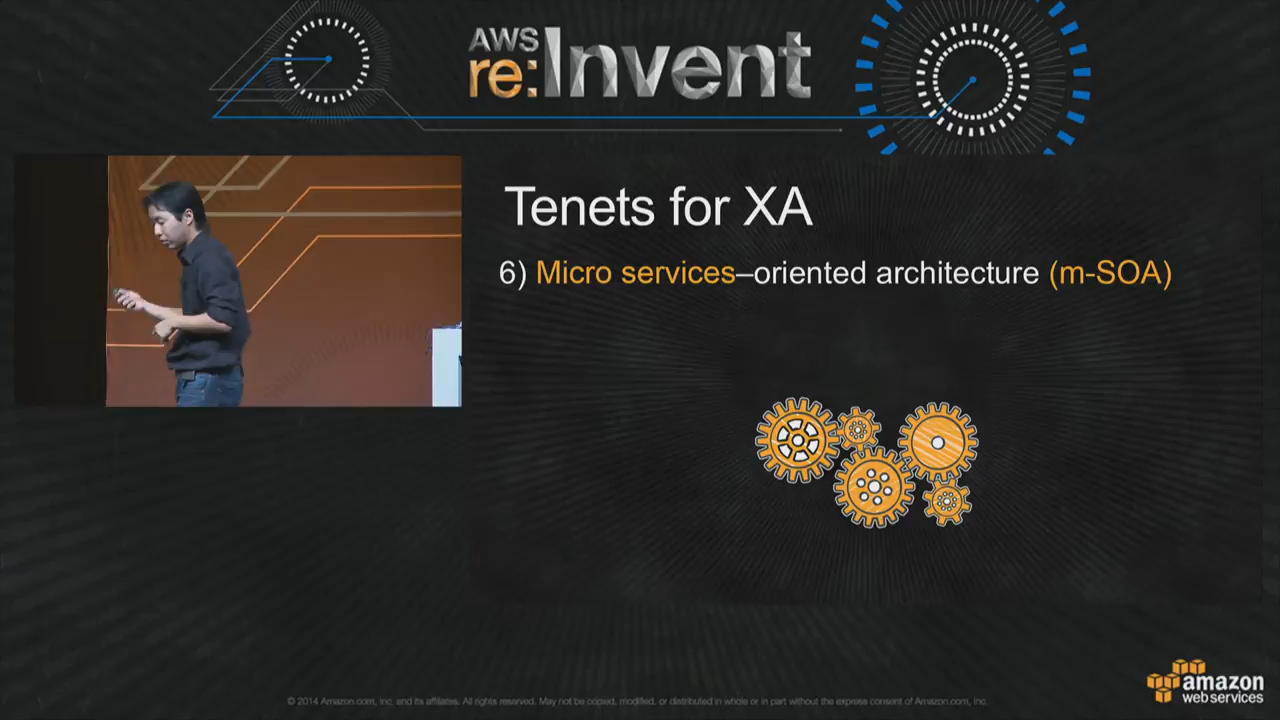 AWS
re:Invent
Tenets for XA
6) Micro services–oriented architecture (m-SOA)
© 2014 Amazon.com, Inc. and its affiliates. All rights reserved. May not be copied, modified, or distributed in whole or in part without the express consent of Amazon.com, Inc.
amazon
web services